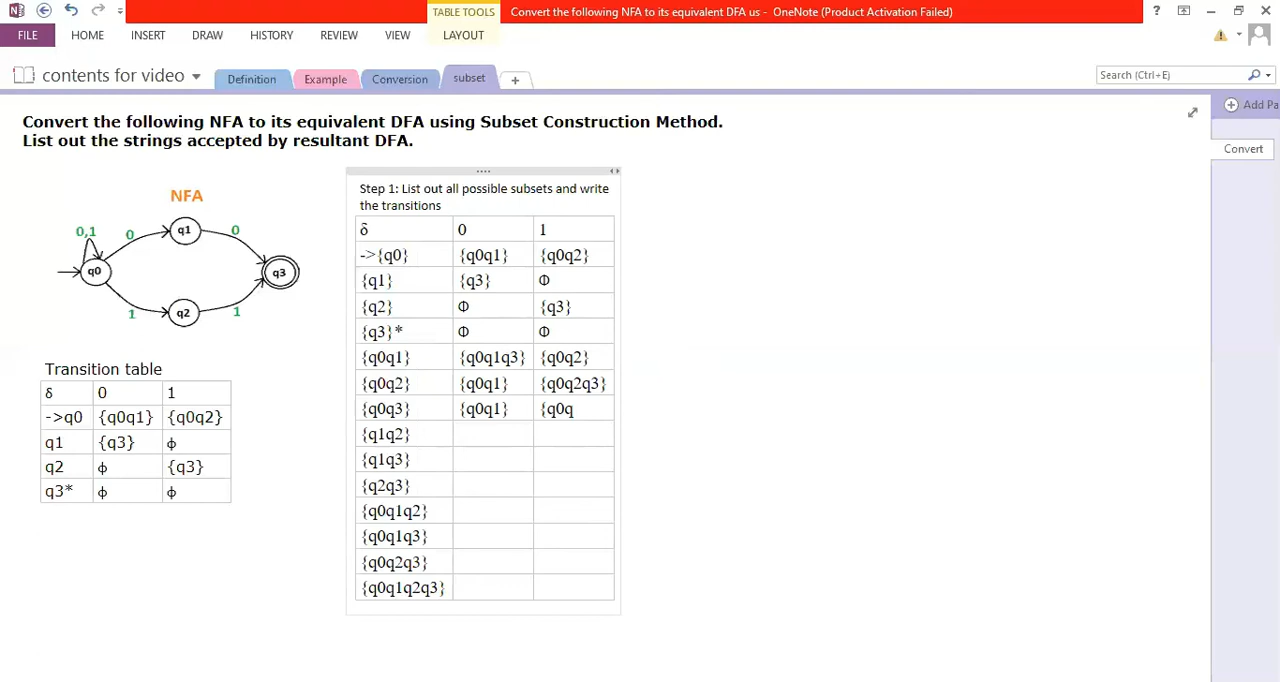 TABLE TOOLS
Convert the following NFA to its equivalent DFA us - OneNote (Product Activation Failed)
?
FILE HOME INSERT DRAW HISTORY REVIEW VIEW LAYOUT
contents for video Definition Example Conversion subset +
Search (Ctrl+E)
Add Pa
Convert
Convert the following NFA to its equivalent DFA using Subset Construction Method.
List out the strings accepted by resultant DFA.
NFA
0,1 0 q1 0
q0 q3
1 q2 1
Transition table
δ 0 1
->q0 {q0q1} {q0q2}
q1 {q3} ϕ
q2 ϕ {q3}
q3* ϕ ϕ
Step 1: List out all possible subsets and write
the transitions
δ 0 1
->{q0} {q0q1} {q0q2}
{q1} {q3} Φ
{q2} Φ {q3}
{q3}* Φ Φ
{q0q1} {q0q1q3} {q0q2}
{q0q2} {q0q1} {q0q2q3}
{q0q3} {q0q1} {q0q
{q1q2}
{q1q3}
{q2q3}
{q0q1q2}
{q0q1q3}
{q0q2q3}
{q0q1q2q3}